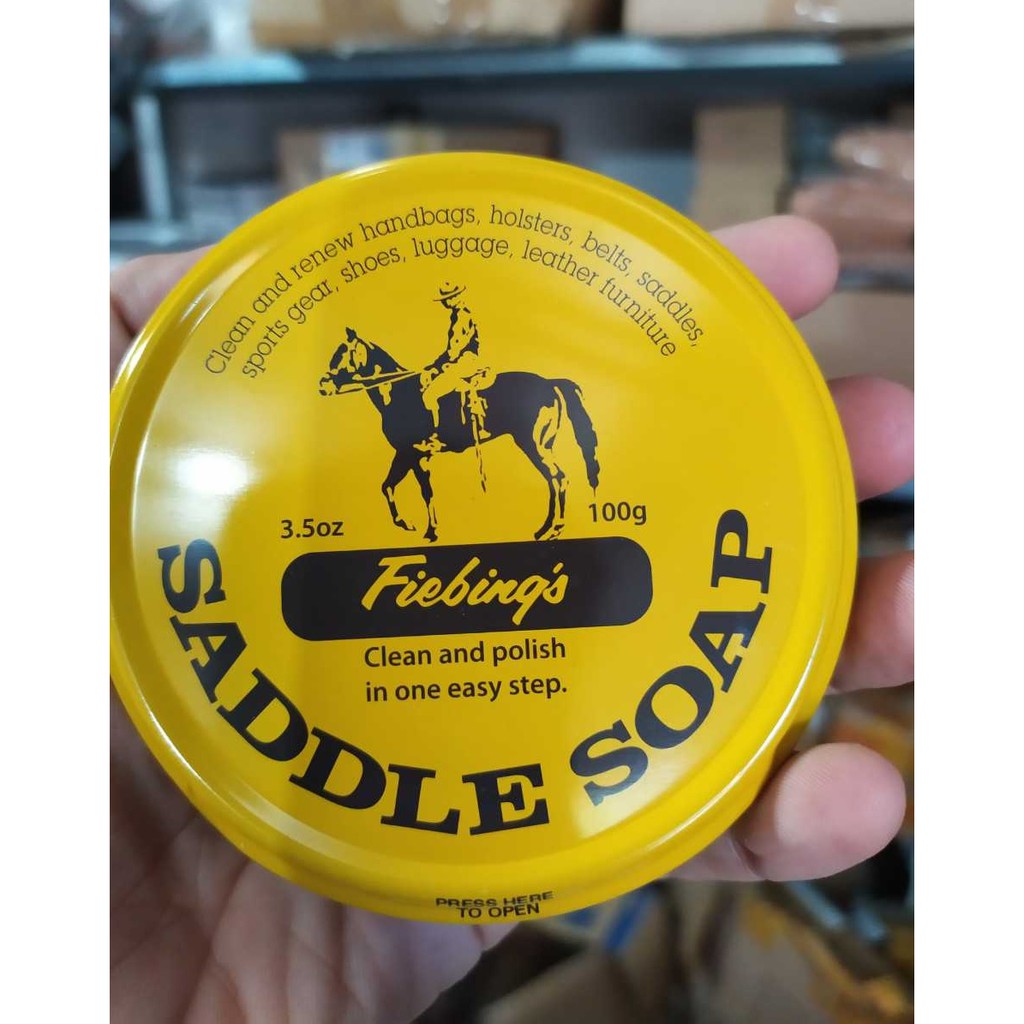 Clean and renew handbags, holsters, belts, saddles,
sports gear, shoes, luggage, leather furniture
3.5oz
100g
Fiebing's
Clean and polish
in one easy step.
SADDLE SOAP
PRESS HERE
TO OPEN